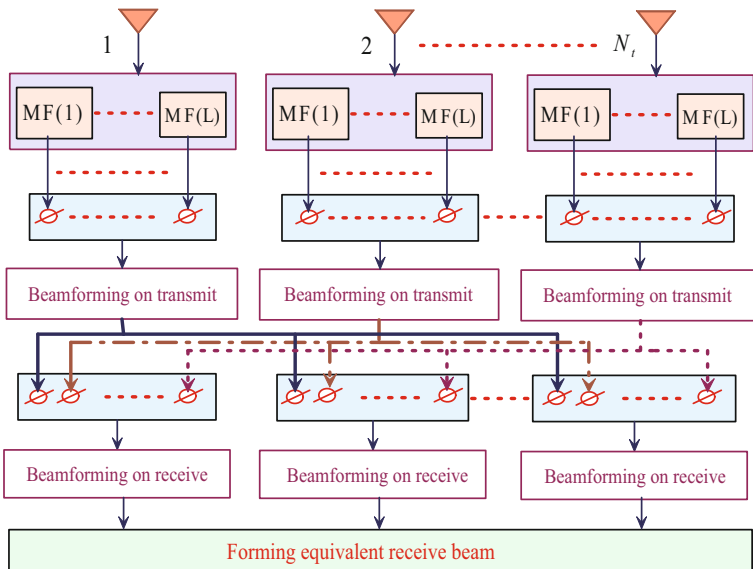 1 2 N_t
MF(1) MF(L) MF(1) MF(L) MF(1) MF(L)
Beamforming on transmit Beamforming on transmit Beamforming on transmit
Beamforming on receive Beamforming on receive Beamforming on receive
Forming equivalent receive beam